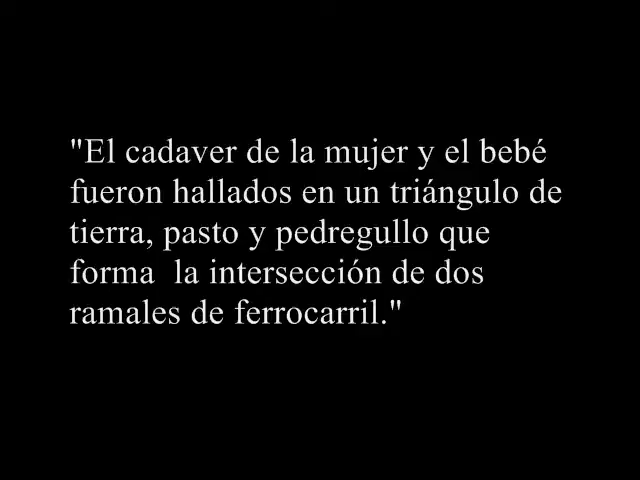 "El cadaver de la mujer y el bebé
fueron hallados en un triángulo de
tierra, pasto y pedregullo que
forma  la intersección de dos
ramales de ferrocarril."